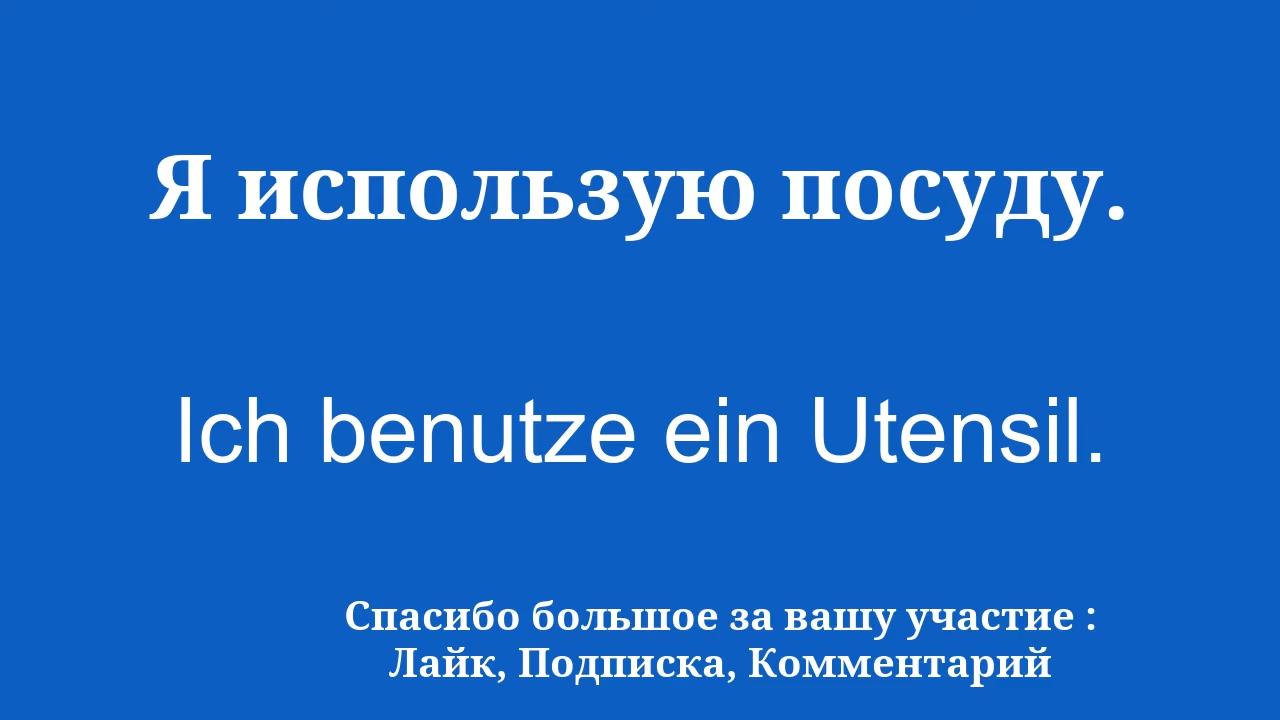 Я использую посуду.
Ich benutze ein Utensil.
Спасибо большое за вашу участие :
Лайк, Подписка, Комментарий